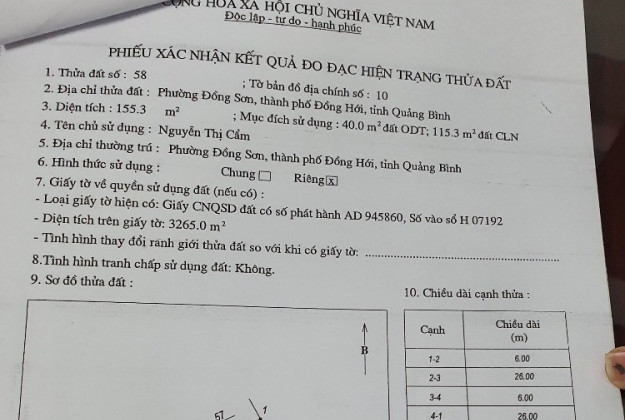 CỘNG HÒA XÃ HỘI CHỦ NGHĨA VIỆT NAM
Độc lập - tự do - hạnh phúc
PHIẾU XÁC NHẬN KẾT QUẢ ĐO ĐẠC HIỆN TRẠNG THỬA ĐẤT
1. Thửa đất số : 58 ; Tờ bản đồ địa chính số : 10
2. Địa chỉ thửa đất : Phường Đồng Sơn, thành phố Đồng Hới, tỉnh Quảng Bình
3. Diện tích : 155.3 m² ; Mục đích sử dụng : 40.0 m² đất ODT; 115.3 m² đất CLN
4. Tên chủ sử dụng : Nguyễn Thị Cẩm
5. Địa chỉ thường trú : Phường Đồng Sơn, thành phố Đồng Hới, tỉnh Quảng Bình
6. Hình thức sử dụng : Chung ☐ Riêng ☒
7. Giấy tờ về quyền sử dụng đất (nếu có) :
- Loại giấy tờ hiện có: Giấy CNQSD đất có số phát hành AD 945860, Số vào sổ H 07192
- Diện tích trên giấy tờ: 3265.0 m²
- Tình hình thay đổi ranh giới thửa đất so với khi có giấy tờ: ........................
8.Tình hình tranh chấp sử dụng đất: Không.
9. Sơ đồ thửa đất :
10. Chiều dài cạnh thửa :
Cạnh Chiều dài (m)
1-2 6.00
2-3 26.00
3-4 6.00
4-1 26.00
B
57 1